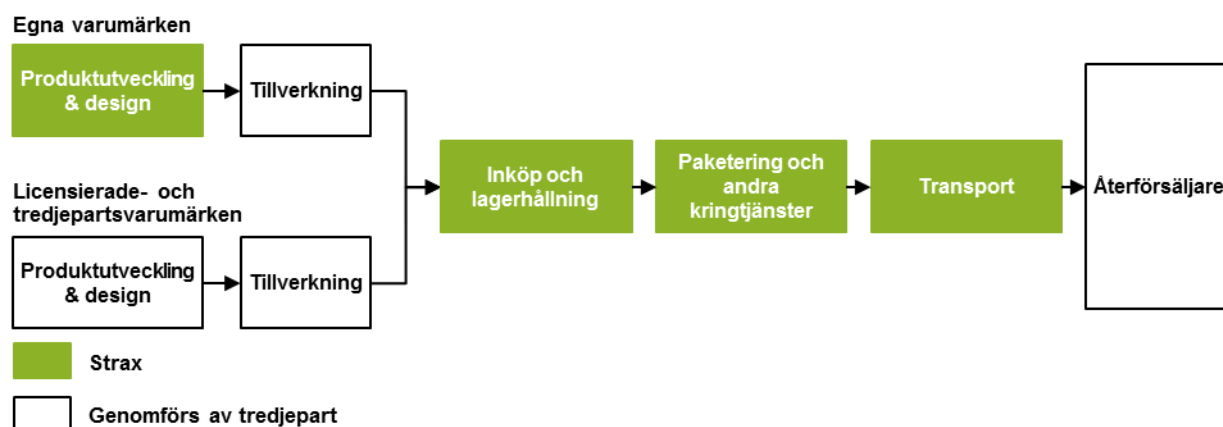 Egna varumärken
Produktutveckling
& design
Tillverkning
Licensierade- och
tredjepartsvarumärken
Produktutveckling
& design
Tillverkning
Inköp och
lagerhållning
Paketering och
andra
kringtjänster
Transport
Återförsäljare
Strax
Genomförs av tredjepart